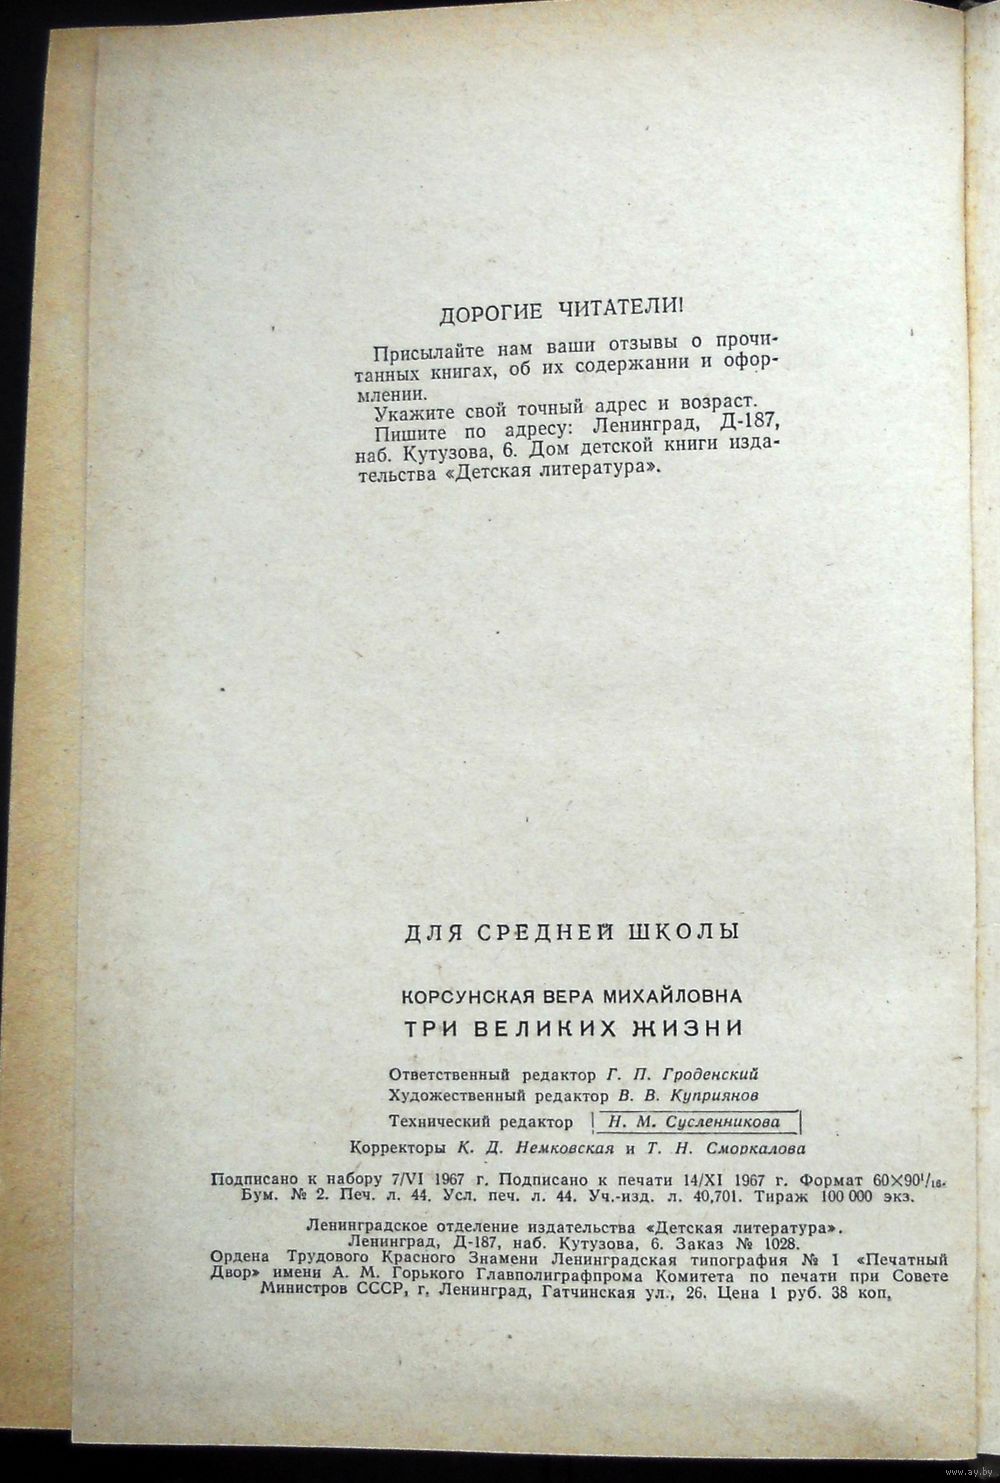 ДОРОГИЕ ЧИТАТЕЛИ!
Присылайте нам ваши отзывы о прочи-
танных книгах, об их содержании и офор-
млении.
Укажите свой точный адрес и возраст.
Пишите по адресу: Ленинград, Д-187,
наб. Кутузова, 6. Дом детской книги изда-
тельства «Детская литература».
ДЛЯ СРЕДНЕЙ ШКОЛЫ
КОРСУНСКАЯ ВЕРА МИХАЙЛОВНА
ТРИ ВЕЛИКИХ ЖИЗНИ
Ответственный редактор Г. П. Гроденский
Художественный редактор В. В. Куприянов
Технический редактор Н. М. Сусленникова
Корректоры К. Д. Немковская и Т. Н. Сморкалова
Подписано к набору 7/VI 1967 г. Подписано к печати 14/XI 1967 г. Формат 60×90¹/₁₆.
Бум. № 2. Печ. л. 44. Усл. печ. л. 44. Уч.-изд. л. 40,701. Тираж 100 000 экз.
Ленинградское отделение издательства «Детская литература».
Ленинград, Д-187, наб. Кутузова, 6. Заказ № 1028.
Ордена Трудового Красного Знамени Ленинградская типография № 1 «Печатный
Двор» имени А. М. Горького Главполиграфпрома Комитета по печати при Совете
Министров СССР, г. Ленинград, Гатчинская ул., 26. Цена 1 руб. 38 коп.
www.ay.by